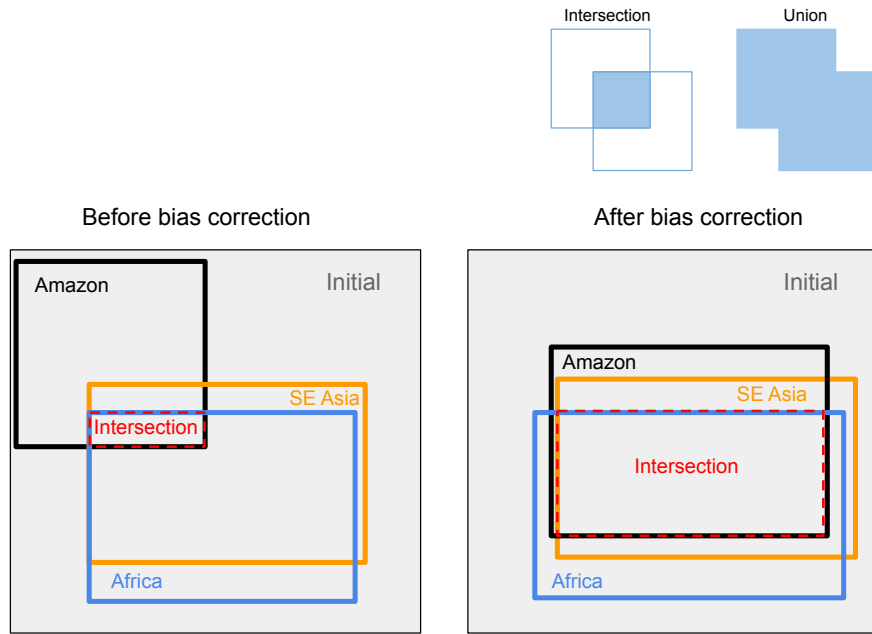 Intersection
Union
Before bias correction
After bias correction
Amazon
Initial
SE Asia
Intersection
Africa
Initial
Amazon
SE Asia
Intersection
Africa